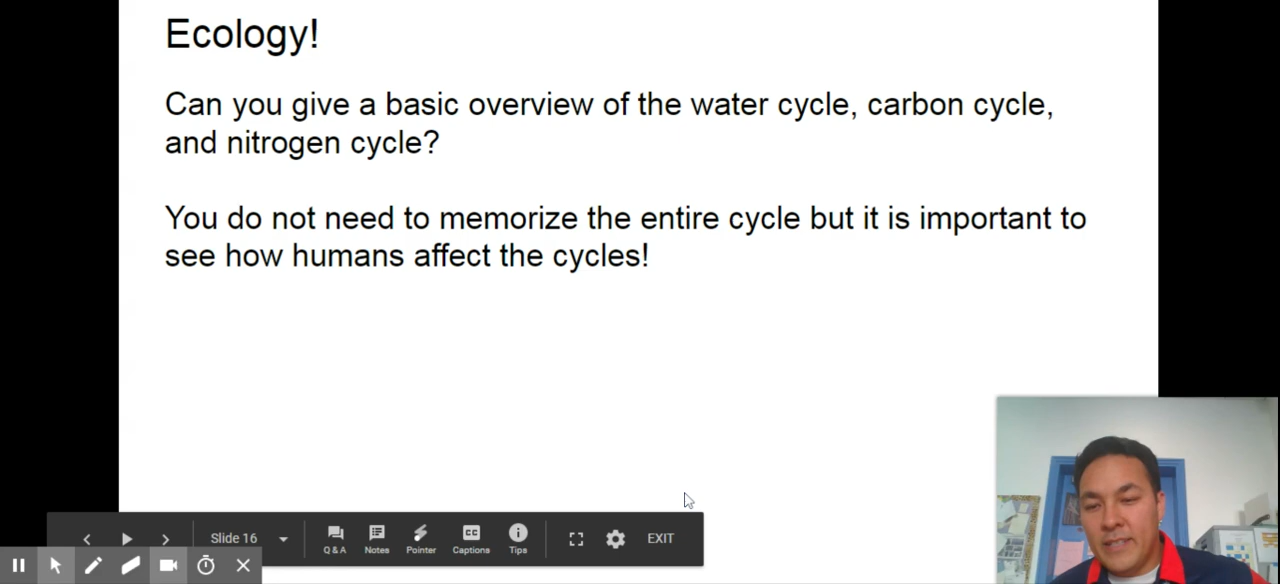 Ecology!
Can you give a basic overview of the water cycle, carbon cycle,
and nitrogen cycle?
You do not need to memorize the entire cycle but it is important to
see how humans affect the cycles!
Slide 16
Q & A
Notes
Pointer
CC
Captions
Tips
EXIT